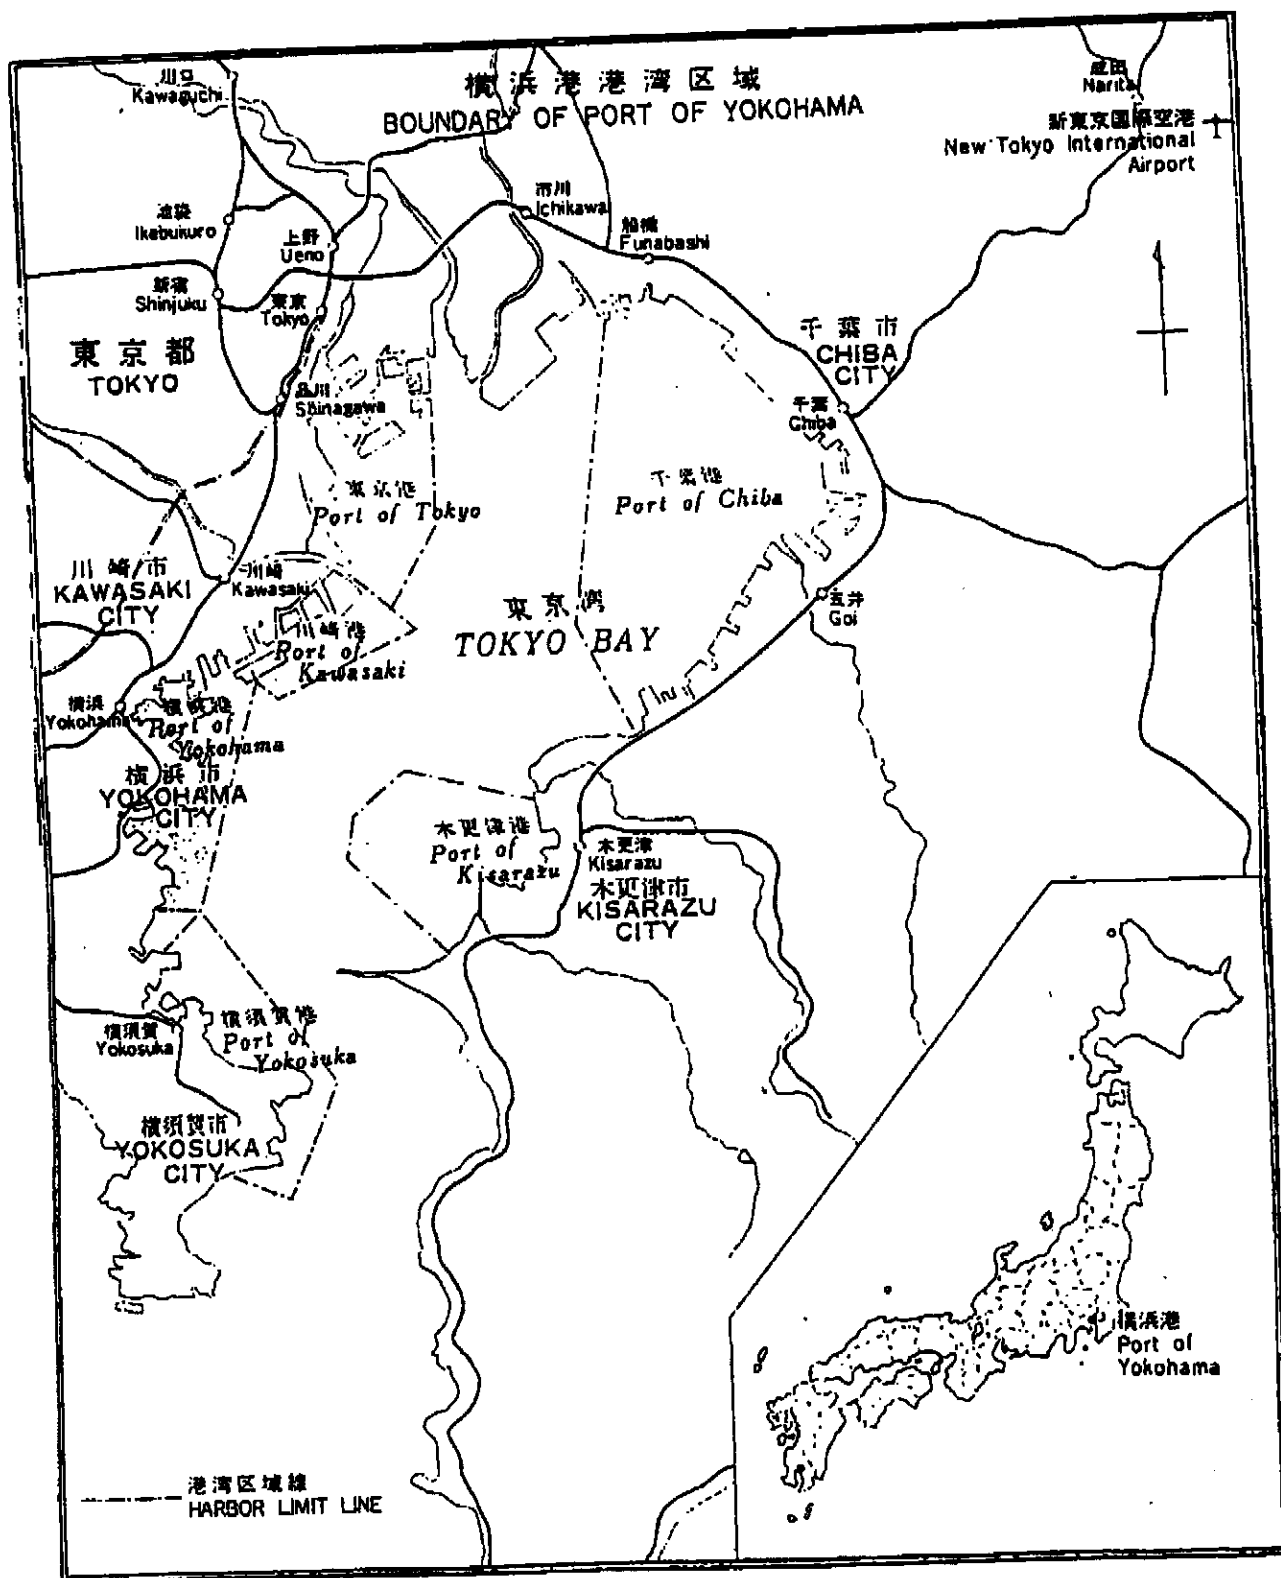 横浜港港湾区域
BOUNDARY OF PORT OF YOKOHAMA
川口
Kawaguchi
成田
Narita
新東京國際空港
New Tokyo International
Airport
市川
Ichikawa
池袋
Ikebukuro
上野
Ueno
船橋
Funabashi
新宿
Shinjuku
東京
Tokyo
東京都
TOKYO
千葉市
CHIBA
CITY
品川
Shinagawa
千葉
Chiba
東京港
Port of Tokyo
千葉港
Port of Chiba
川崎市
KAWASAKI
CITY
川崎
Kawasaki
東京湾
TOKYO BAY
五井
Goi
川崎港
Port of
Kawasaki
横浜
Yokohama
横浜港
Port of
Yokohama
横浜市
YOKOHAMA
CITY
木更津港
Port of
Kisarazu
木更津
Kisarazu
木更津市
KISARAZU
CITY
横須賀港
Port of
Yokosuka
横須賀
Yokosuka
横須賀市
YOKOSUKA
CITY
横浜港
Port of
Yokohama
港湾区域線
HARBOR LIMIT LINE